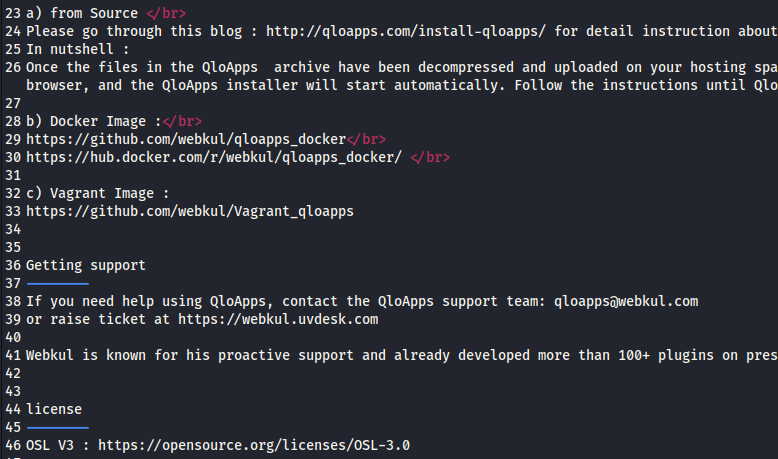 23 a) from Source </br>
24 Please go through this blog : http://qloapps.com/install-qloapps/ for detail instruction about
25 In nutshell :
26 Once the files in the QloApps  archive have been decompressed and uploaded on your hosting spa
browser, and the QloApps installer will start automatically. Follow the instructions until Qlo
27
28 b) Docker Image :</br>
29 https://github.com/webkul/qloapps_docker</br>
30 https://hub.docker.com/r/webkul/qloapps_docker/ </br>
31
32 c) Vagrant Image :
33 https://github.com/webkul/Vagrant_qloapps
34
35
36 Getting support
37 --------
38 If you need help using QloApps, contact the QloApps support team: qloapps@webkul.com
39 or raise ticket at https://webkul.uvdesk.com
40
41 Webkul is known for his proactive support and already developed more than 100+ plugins on pres
42
43
44 license
45 --------
46 OSL V3 : https://opensource.org/licenses/OSL-3.0